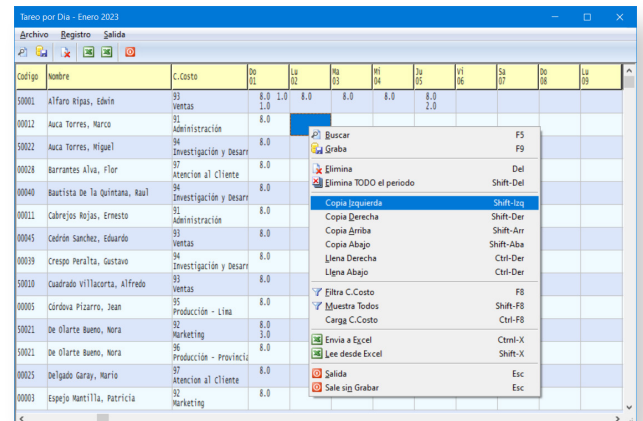 Tareo por Dia - Enero 2023
Archivo Registro Salida
Codigo Nombre C.Costo Do 01 Lu 02 Ma 03 Mi 04 Ju 05 Vi 06 Sa 07 Do 08 Lu 09
50001 Alfaro Ripas, Edwin 93 Ventas 8.0 1.0 8.0 8.0 8.0 8.0
1.0 2.0
00012 Auca Torres, Marco 91 Administración 8.0
50022 Auca Torres, Miguel 94 Investigación y Desarr 8.0
00028 Barrantes Alva, Flor 97 Atencion al Cliente 8.0
00040 Bautista De la Quintana, Raul 94 Investigación y Desarr 8.0
00011 Cabrejos Rojas, Ernesto 91 Administración 8.0
00045 Cedrón Sanchez, Eduardo 93 Ventas 8.0
00039 Crespo Peralta, Gustavo 94 Investigación y Desarr 8.0
50010 Cuadrado Villacorta, Alfredo 93 Ventas 8.0
00005 Córdova Pizarro, Jean 95 Producción - Lima 8.0
50021 De Olarte Bueno, Nora 92 Marketing 8.0
3.0
50021 De Olarte Bueno, Nora 96 Producción - Provincia 8.0
00025 Delgado Garay, Mario 97 Atencion al Cliente 8.0
00003 Espejo Mantilla, Patricia 92 Marketing 8.0
Buscar F5
Graba F9
Elimina Del
Elimina TODO el periodo Shift-Del
Copia Izquierda Shift-Izq
Copia Derecha Shift-Der
Copia Arriba Shift-Arr
Copia Abajo Shift-Aba
Llena Derecha Ctrl-Der
Llena Abajo Ctrl-Der
Filtra C.Costo F8
Muestra Todos Shift-F8
Carga C.Costo Ctrl-F8
Envia a Excel Ctrnl-X
Lee desde Excel Shift-X
Salida Esc
Sale sin Grabar Esc